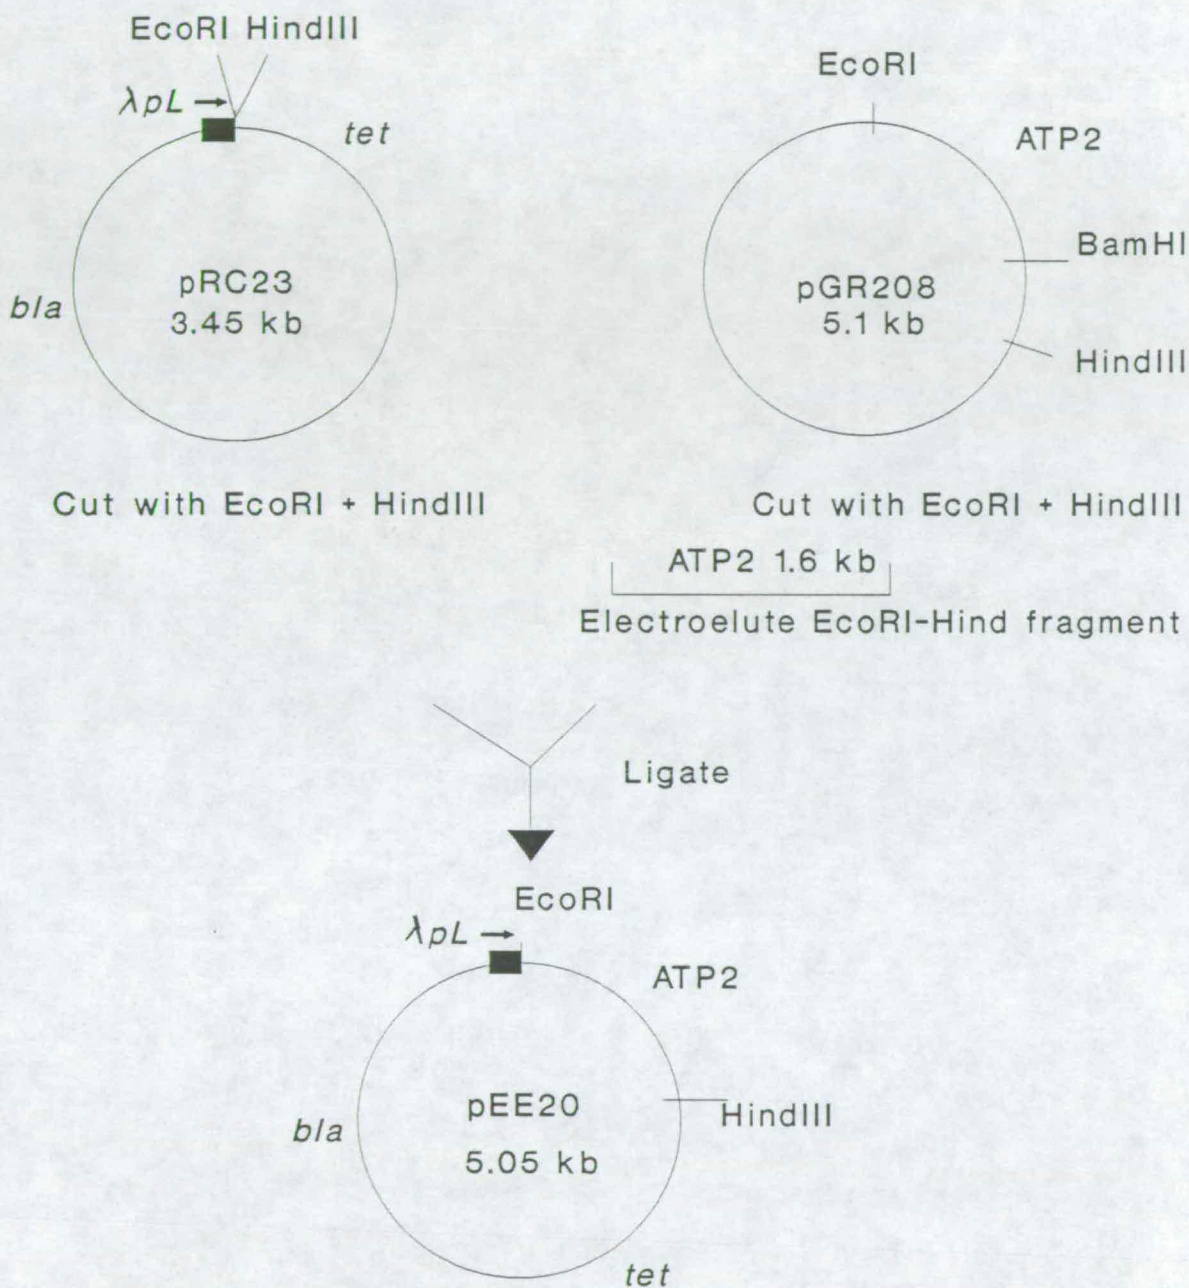 EcoRI HindIII
λpL →
tet
bla
pRC23
3.45 kb
EcoRI
ATP2
BamHI
pGR208
5.1 kb
HindIII
Cut with EcoRI + HindIII
Cut with EcoRI + HindIII
ATP2 1.6 kb
Electroelute EcoRI-Hind fragment
Ligate
EcoRI
λpL →
ATP2
bla
pEE20
5.05 kb
HindIII
tet